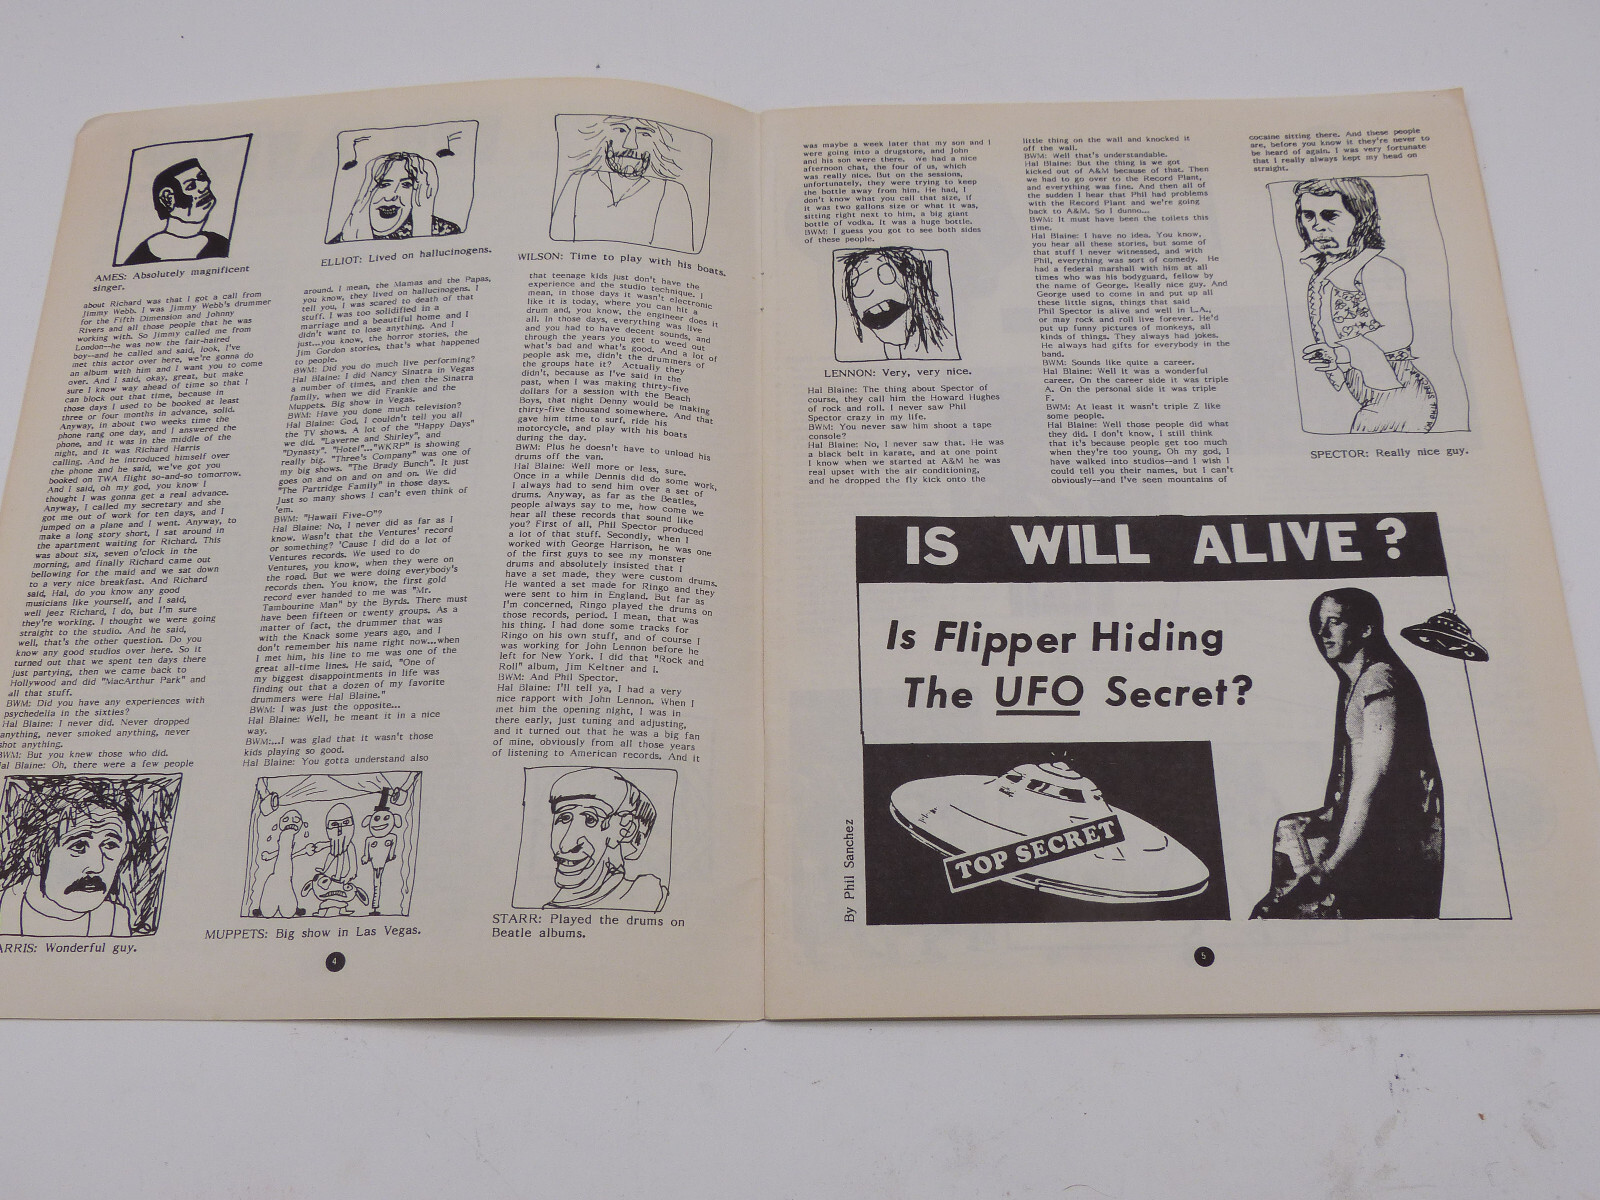 AMES: Absolutely magnificent
singer.
about Richard was that I got a call from
Jimmy Webb. I was Jimmy Webb's drummer
for the Fifth Dimension and Johnny
Rivers and all those people that he was
working with. So Jimmy called me from
London--he was now the fair-haired
boy--and he called and said, look, I've
met this actor over here, we're gonna do
an album with him and I want you to come
over. And I said, okay, great, but make
sure I know way ahead of time so that I
can block out that time, because in
those days I used to be booked at least
three or four months in advance, solid.
Anyway, in about two weeks time the
phone rang one day, and I answered the
phone, and it was in the middle of the
night, and it was Richard Harris
calling. And he introduced himself over
the phone and he said, we've got you
booked on TWA flight so-and-so tomorrow.
And I said, oh my god, you know I
thought I was gonna get a real advance.
Anyway, I called my secretary and she
got me out of work for ten days, and I
jumped on a plane and I went. Anyway, to
make a long story short, I sat around in
the apartment waiting for Richard. This
was about six, seven o'clock in the
morning, and finally Richard came out
bellowing for the maid and we sat down
to a very nice breakfast. And Richard
said, Hal, do you know any good
musicians like yourself, and I said,
well jeez Richard, I do, but I'm sure
they're working. I thought we were going
straight to the studio. And he said,
well, that's the other question. Do you
know any good studios over here. So it
turned out that we spent ten days there
just partying, then we came back to
Hollywood and did "MacArthur Park" and
all that stuff.
BWM: Did you have any experiences with
psychedelia in the sixties?
Hal Blaine: I never did. Never dropped
anything, never smoked anything, never
shot anything.
BWM: But you knew those who did.
Hal Blaine: Oh, there were a few people
ARRIS: Wonderful guy.
ELLIOT: Lived on hallucinogens.
around. I mean, the Mamas and the Papas,
you know, they lived on hallucinogens. I
tell you, I was scared to death of that
stuff. I was too solidified in a
marriage and a beautiful home and I
didn't want to lose anything. And I
just...you know, the horror stories, the
Jim Gordon stories, that's what happened
to people.
BWM: Did you do much live performing?
Hal Blaine: I did Nancy Sinatra in Vegas
a number of times, and then the Sinatra
family, when we did Frankie and the
Muppets. Big show in Vegas.
BWM: Have you done much television?
Hal Blaine: God, I couldn't tell you all
the TV shows. A lot of the "Happy Days"
we did. "Laverne and Shirley", and
"Dynasty". "Hotel"..."WKRP" is showing
really big. "Three's Company" was one of
my big shows. "The Brady Bunch". It just
goes on and on and on and on. We did
"The Partridge Family" in those days.
Just so many shows I can't even think of
'em.
BWM: "Hawaii Five-O"?
Hal Blaine: No, I never did as far as I
know. Wasn't that the Ventures' record
or something? 'Cause I did do a lot of
Ventures records. We used to do
Ventures, you know, when they were on
the road. But we were doing everybody's
records then. You know, the first gold
record ever handed to me was "Mr.
Tambourine Man" by the Byrds. There must
have been fifteen or twenty groups. As a
matter of fact, the drummer that was
with the Knack some years ago, and I
don't remember his name right now...when
I met him, his line to me was one of the
great all-time lines. He said, "One of
my biggest disappointments in life was
finding out that a dozen of my favorite
drummers were Hal Blaine."
BWM: I was just the opposite...
Hal Blaine: Well, he meant it in a nice
way.
BWM:...I was glad that it wasn't those
kids playing so good.
Hal Blaine: You gotta understand also
MUPPETS: Big show in Las Vegas.
WILSON: Time to play with his boats.
that teenage kids just don't have the
experience and the studio technique. I
mean, in those days it wasn't electronic
like it is today, where you can hit a
drum and, you know, the engineer does it
all. In those days, everything was live
and you had to have decent sounds, and
through the years you get to weed out
what's bad and what's good. And a lot of
people ask me, didn't the drummers of
the groups hate it? Actually they
didn't, because as I've said in the
past, when I was making thirty-five
dollars for a session with the Beach
Boys, that night Denny would be making
thirty-five thousand somewhere. And that
gave him time to surf, ride his
motorcycle, and play with his boats
during the day.
BWM: Plus he doesn't have to unload his
drums off the van.
Hal Blaine: Well more or less, sure.
Once in a while Dennis did do some work,
I always had to send him over a set of
drums. Anyway, as far as the Beatles,
people always say to me, how come we
hear all these records that sound like
you? First of all, Phil Spector produced
a lot of that stuff. Secondly, when I
worked with George Harrison, he was one
of the first guys to see my monster
drums and absolutely insisted that I
have a set made, they were custom drums.
He wanted a set made for Ringo and they
were sent to him in England. But far as
I'm concerned, Ringo played the drums on
those records, period. I mean, that was
his thing. I had done some tracks for
Ringo on his own stuff, and of course I
was working for John Lennon before he
left for New York. I did that "Rock and
Roll" album, Jim Keltner and I.
BWM: And Phil Spector.
Hal Blaine: I'll tell ya, I had a very
nice rapport with John Lennon. When I
met him the opening night, I was in
there early, just tuning and adjusting,
and it turned out that he was a big fan
of mine, obviously from all those years
of listening to American records. And it
STARR: Played the drums on
Beatle albums.
4
was maybe a week later that my son and I
were going into a drugstore, and John
and his son were there. We had a nice
afternoon chat, the four of us, which
was really nice. But on the sessions,
unfortunately, they were trying to keep
the bottle away from him. He had, I
don't know what you call that size, if
it was two gallons size or what it was,
sitting right next to him, a big giant
bottle of vodka. It was a huge bottle.
BWM: I guess you got to see both sides
of these people.
LENNON: Very, very nice.
Hal Blaine: The thing about Spector of
course, they call him the Howard Hughes
of rock and roll. I never saw Phil
Spector crazy in my life.
BWM: You never saw him shoot a tape
console?
Hal Blaine: No, I never saw that. He was
a black belt in karate, and at one point
I know when we started at A&M he was
real upset with the air conditioning,
and he dropped the fly kick onto the
little thing on the wall and knocked it
off the wall.
BWM: Well that's understandable.
Hal Blaine: But the thing is we got
kicked out of A&M because of that. Then
we had to go over to the Record Plant,
and everything was fine. And then all of
the sudden I hear that Phil had problems
with the Record Plant and we're going
back to A&M. So I dunno...
BWM: It must have been the toilets this
time.
Hal Blaine: I have no idea. You know,
you hear all these stories, but some of
that stuff I never witnessed, and with
Phil, everything was sort of comedy. He
had a federal marshall with him at all
times who was his bodyguard, fellow by
the name of George. Really nice guy. And
George used to come in and put up all
these little signs, things that said
Phil Spector is alive and well in L.A.,
or may rock and roll live forever. He'd
put up funny pictures of monkeys, all
kinds of things. They always had jokes.
He always had gifts for everybody in the
band.
BWM: Sounds like quite a career.
Hal Blaine: Well it was a wonderful
career. On the career side it was triple
A. On the personal side it was triple
F.
BWM: At least it wasn't triple Z like
some people.
Hal Blaine: Well those people did what
they did. I don't know, I still think
that it's because people get too much
when they're too young. Oh my god, I
have walked into studios--and I wish I
could tell you their names, but I can't
obviously--and I've seen mountains of
cocaine sitting there. And these people
are, before you know it they're never to
be heard of again. I was very fortunate
that I really always kept my head on
straight.
SPECTOR: Really nice guy.
IS WILL ALIVE?
Is Flipper Hiding
The UFO Secret?
TOP SECRET
By Phil Sanchez
5